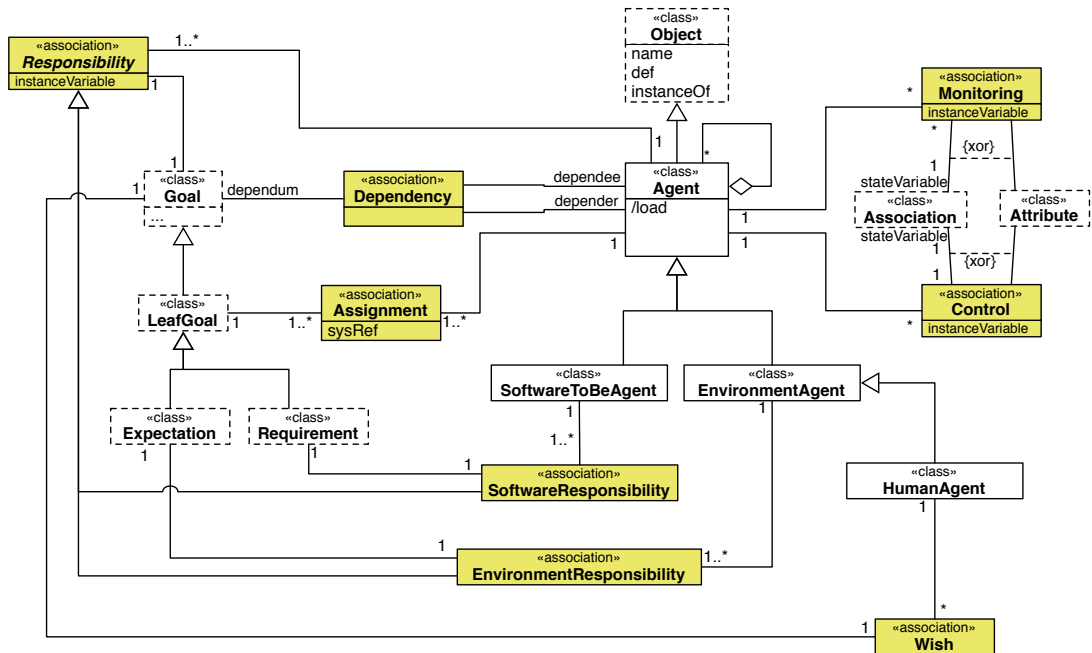 «class»
Object
name
def
instanceOf
«association»
Responsibility
instanceVariable
1..*
1
1
«association»
Monitoring
instanceVariable
*
*
{xor}
1
stateVariable
«class»
Association
stateVariable
1
{xor}
1
«class»
Attribute
«association»
Control
instanceVariable
*
*
1
«class»
Agent
/load
1
1
1
dependee
depender
«association»
Dependency
dependum
1
«class»
Goal
...
«class»
LeafGoal
1
1..*
«association»
Assignment
sysRef
1..*
«class»
SoftwareToBeAgent
1
1..*
«class»
EnvironmentAgent
1
«class»
Expectation
1
«class»
Requirement
1
1
«association»
SoftwareResponsibility
«class»
HumanAgent
1
1
«association»
EnvironmentResponsibility
1..*
*
1
«association»
Wish